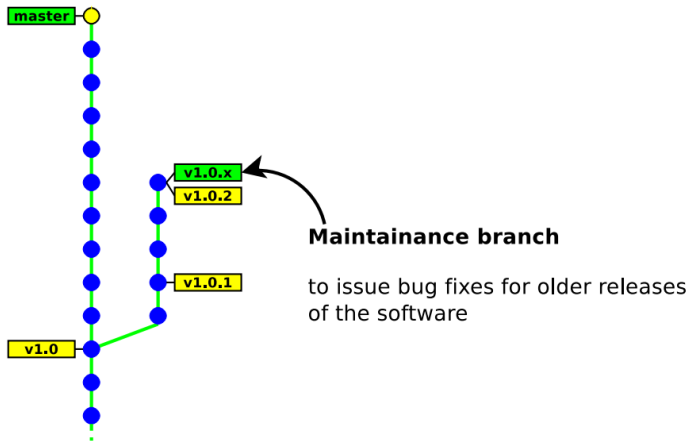 master
v1.0.x
v1.0.2
Maintainance branch
v1.0.1
to issue bug fixes for older releases
of the software
v1.0